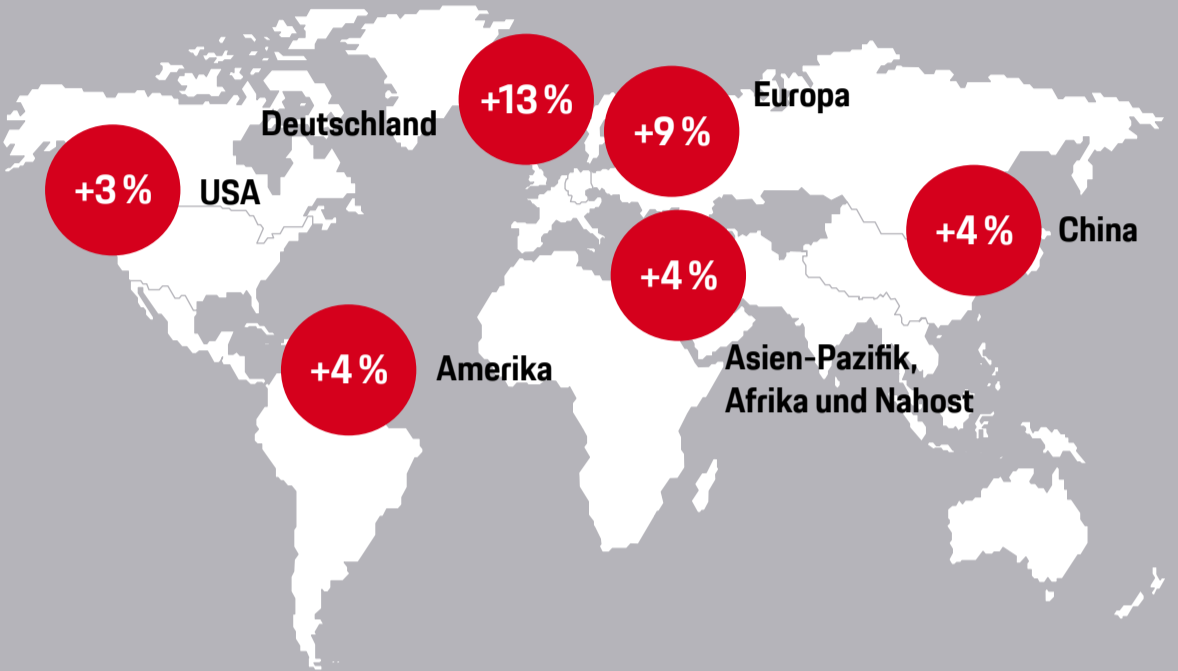 +13 %
Deutschland
+9 %
Europa
+3 %
USA
+4 %
China
+4 %
Asien-Pazifik,
Afrika und Nahost
+4 %
Amerika